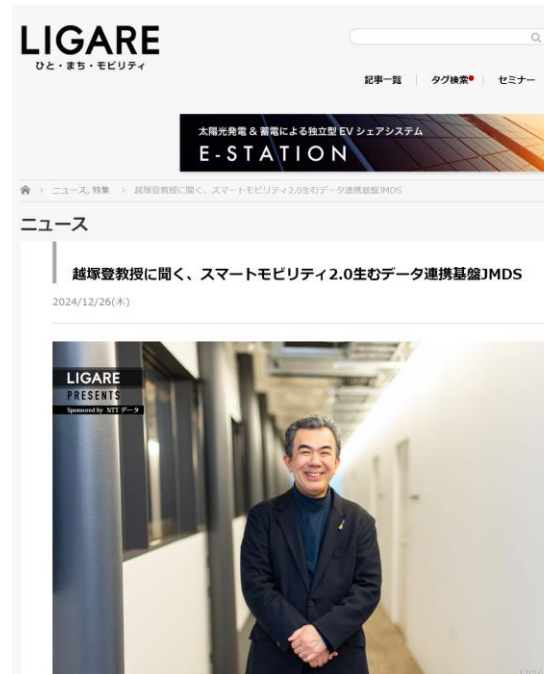 LIGARE
ひと・まち・モビリティ
記事一覧
タグ検索
セミナー
太陽光発電 & 蓄電による独立型 EV シェアシステム
E-STATION
ニュース, 特集 > 越塚登教授に聞く、スマートモビリティ2.0生むデータ連携基盤JMDS
ニュース
越塚登教授に聞く、スマートモビリティ2.0生むデータ連携基盤JMDS
2024/12/26(木)
LIGARE
PRESENTS
Sponsored by NTT データ